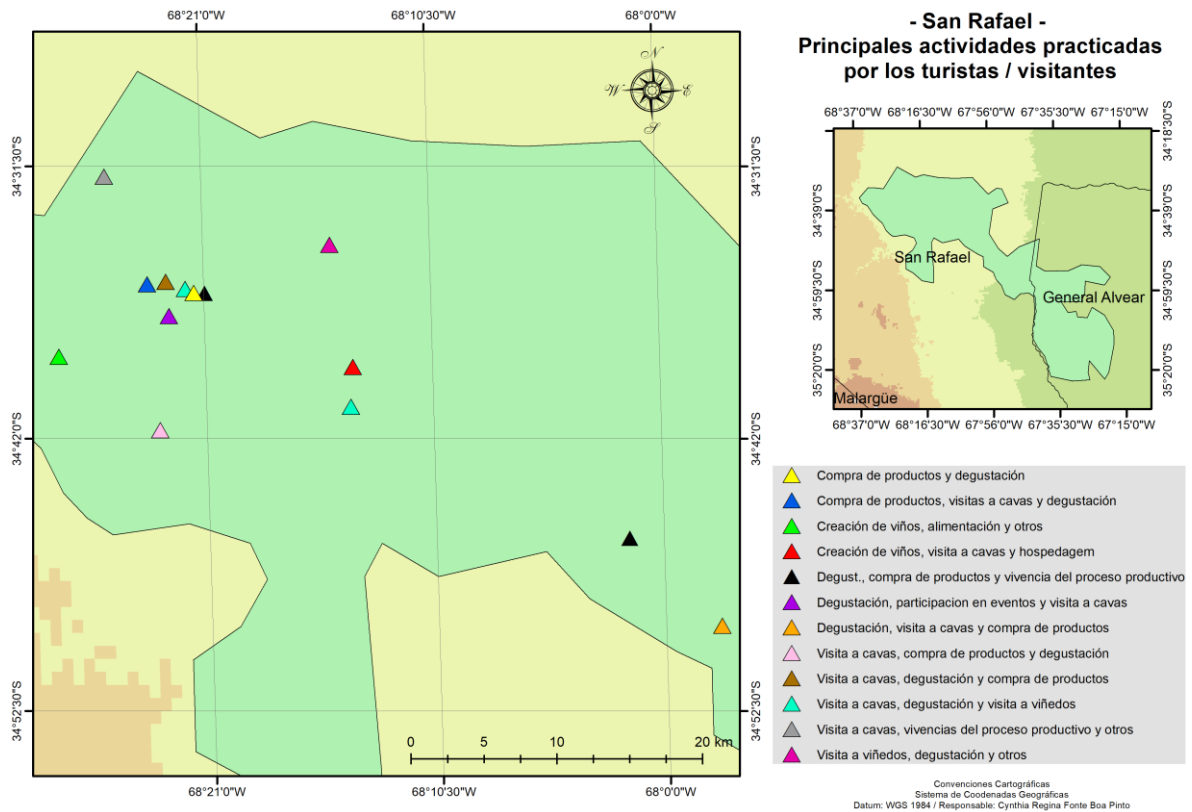 68°21'0"W
68°10'30"W
68°0'0"W
N
W
E
S
34°31'30"S
34°31'30"S
34°42'0"S
34°42'0"S
34°52'30"S
34°52'30"S
0
5
10
20 km
68°21'0"W
68°10'30"W
68°0'0"W
- San Rafael -
Principales actividades practicadas
por los turistas / visitantes
68°37'0"W
68°16'30"W
67°56'0"W
67°35'30"W
67°15'0"W
34°18'30"S
34°39'0"S
34°39'0"S
San Rafael
General Alvear
34°59'30"S
34°59'30"S
35°20'0"S
35°20'0"S
Malargüe
68°37'0"W
68°16'30"W
67°56'0"W
67°35'30"W
67°15'0"W
Compra de productos y degustación
Compra de productos, visitas a cavas y degustación
Creación de viños, alimentación y otros
Creación de viños, visita a cavas y hospedagem
Degust., compra de productos y vivencia del proceso productivo
Degustación, participacion en eventos y visita a cavas
Degustación, visita a cavas y compra de productos
Visita a cavas, compra de productos y degustación
Visita a cavas, degustación y compra de productos
Visita a cavas, degustación y visita a viñedos
Visita a cavas, vivencias del proceso productivo y otros
Visita a viñedos, degustación y otros
Convenciones Cartográficas
Sistema de Coodenadas Geográficas
Datum: WGS 1984 / Responsable: Cynthia Regina Fonte Boa Pinto